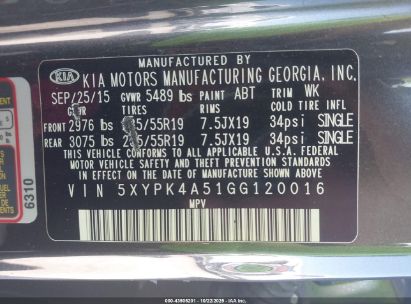 MANUFACTURED BY
KIA KIA MOTORS MANUFACTURING GEORGIA, INC.
SEP/25/15 GVWR 5489 lbs PAINT ABT TRIM WK
TIRES RIMS COLD TIRE INFL
FRONT 2976 lbs /55R19 7.5JX19 34psi SINGLE
REAR 3075 lbs /55R19 7.5JX19 34psi SINGLE
THIS VEHICLE CONFORMS TO ALL APPLICABLE U.S.A. FEDERAL
MOTOR VEHICLE SAFETY AND THEFT PREVENTION STANDARDS
IN EFFECT ON THE DATE OF MANUFACTURE SHOWN ABOVE.
VIN 5XYPK4A51GG120016
MPV
6310